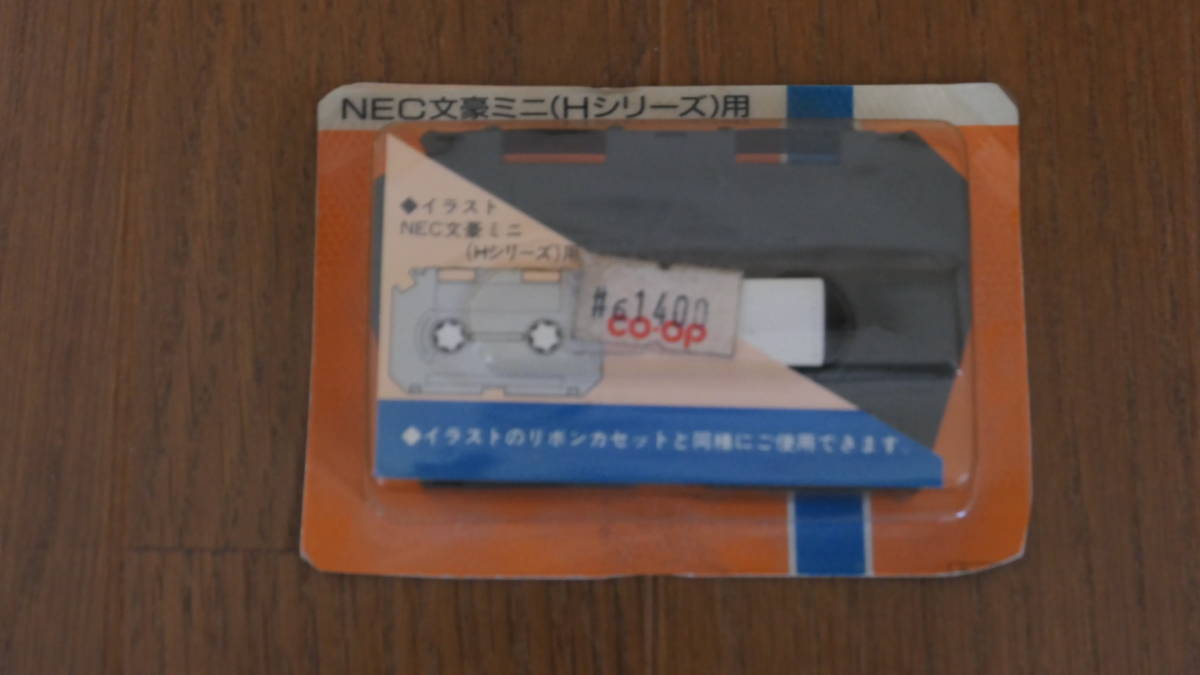 NEC文豪ミニ(Hシリーズ)用
◆イラスト
NEC文豪ミニ
(Hシリーズ)用
#61400
CO-OP
◆イラストのリボンカセットと同様にご使用できます。